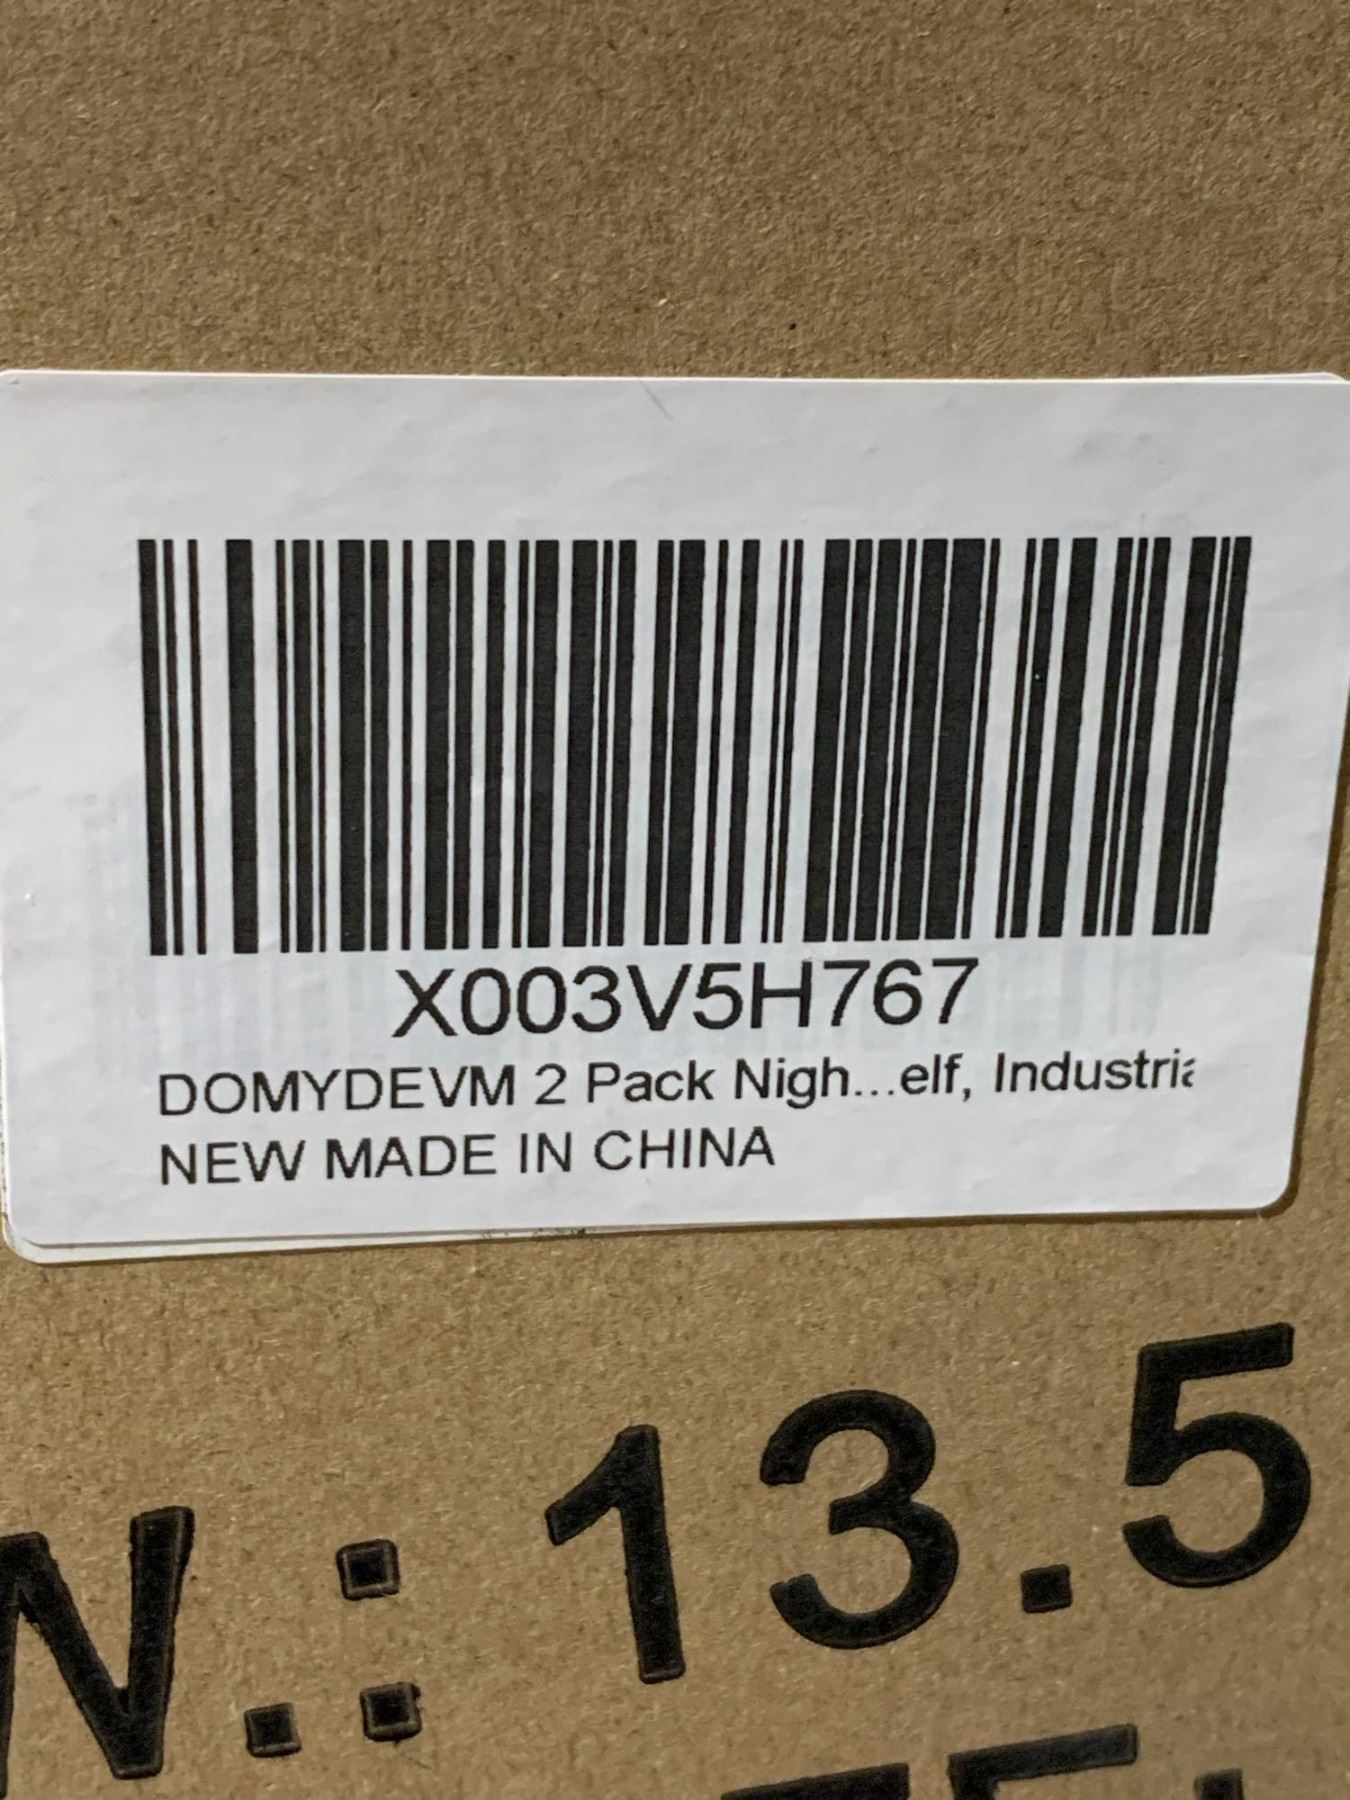 X003V5H767
DOMYDEVM 2 Pack Nigh...elf, Industria
NEW MADE IN CHINA
W.: 13.5